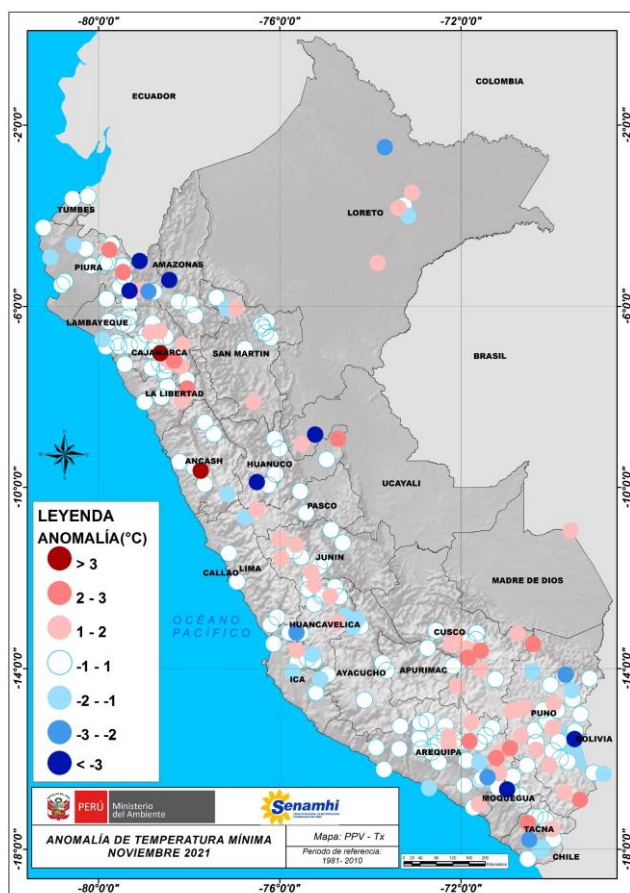 -80°0'0" -76°0'0" -72°0'0"
COLOMBIA
ECUADOR
-2°0'0" -2°0'0"
TUMBES
LORETO
PIURA
AMAZONAS
-6°0'0" -6°0'0"
LAMBAYEQUE
CAJAMARCA
SAN MARTIN
BRASIL
LA LIBERTAD
ANCASH
HUANUCO
UCAYALI
-10°0'0" -10°0'0"
PASCO
LEYENDA
ANOMALÍA(°C)
> 3
2 - 3
1 - 2
-1 - 1
-2 - -1
-3 - -2
< -3
LIMA
CALLAO
JUNIN
MADRE DE DIOS
OCÉANO
PACÍFICO
HUANCAVELICA
CUSCO
-14°0'0" -14°0'0"
ICA
AYACUCHO
APURIMAC
PUNO
AREQUIPA
BOLIVIA
MOQUEGUA
TACNA
-18°0'0" -18°0'0"
CHILE
PERÚ
Ministerio
del Ambiente
Senamhi
ANOMALÍA DE TEMPERATURA MÍNIMA
NOVIEMBRE 2021
Mapa: PPV - Tx
Periodo de referencia:
1981- 2010
-80°0'0" -76°0'0" -72°0'0"